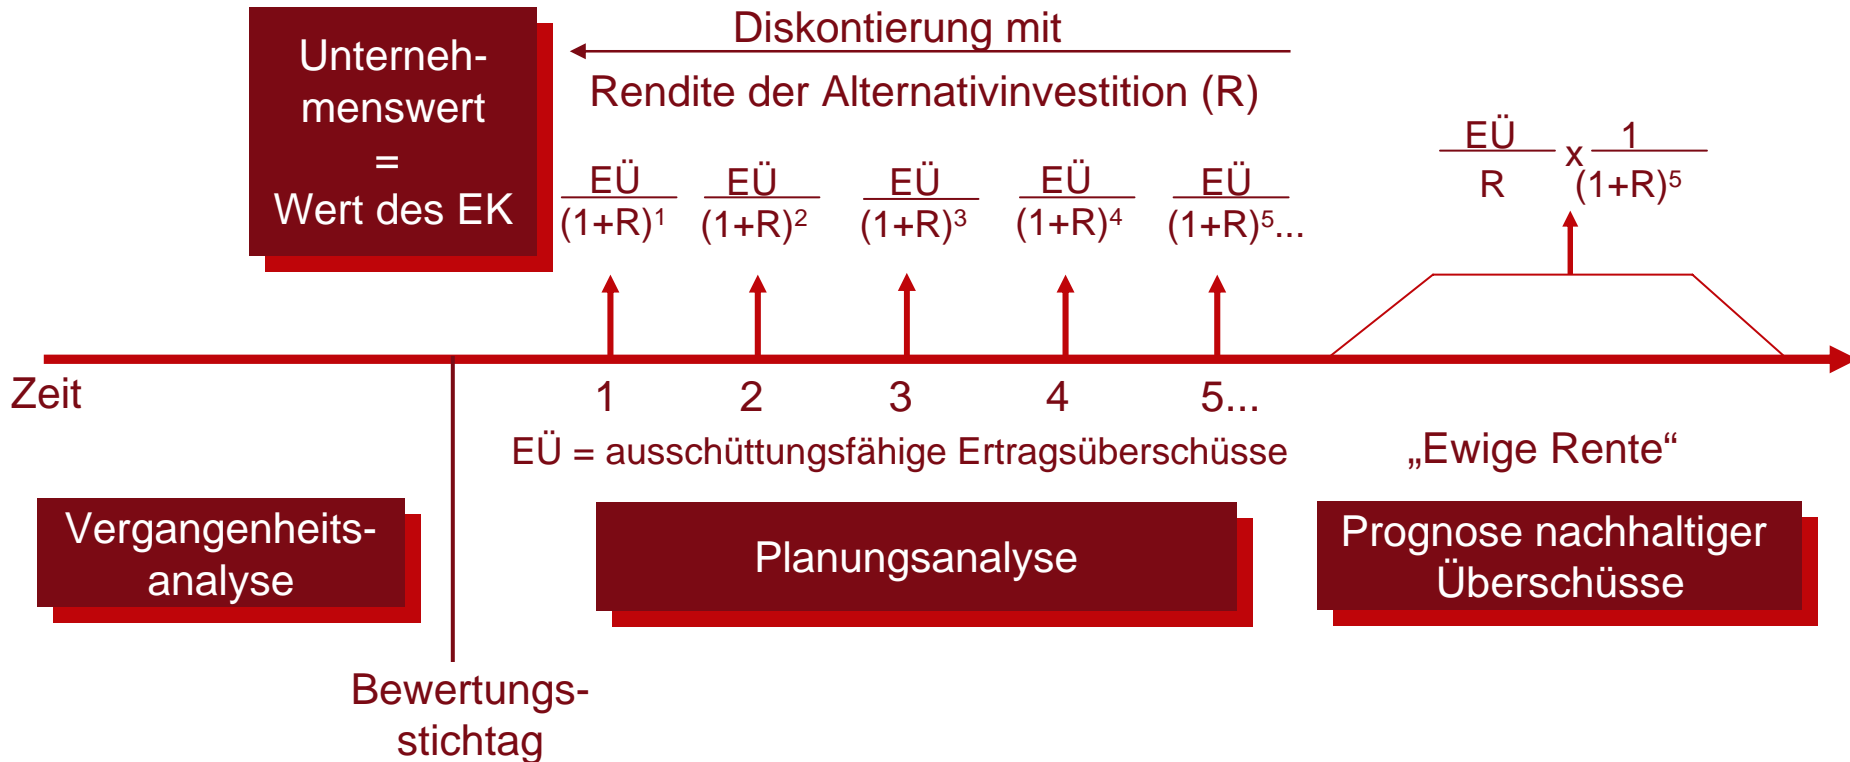 Unterneh-
menswert
=
Wert des EK
Diskontierung mit
Rendite der Alternativinvestition (R)
EÜ
(1+R)¹
EÜ
(1+R)²
EÜ
(1+R)³
EÜ
(1+R)⁴
EÜ
(1+R)⁵...
EÜ
R
x
1
(1+R)⁵
Zeit
1 2 3 4 5...
EÜ = ausschüttungsfähige Ertragsüberschüsse
„Ewige Rente“
Vergangenheits-
analyse
Planungsanalyse
Prognose nachhaltiger
Überschüsse
Bewertungs-
stichtag